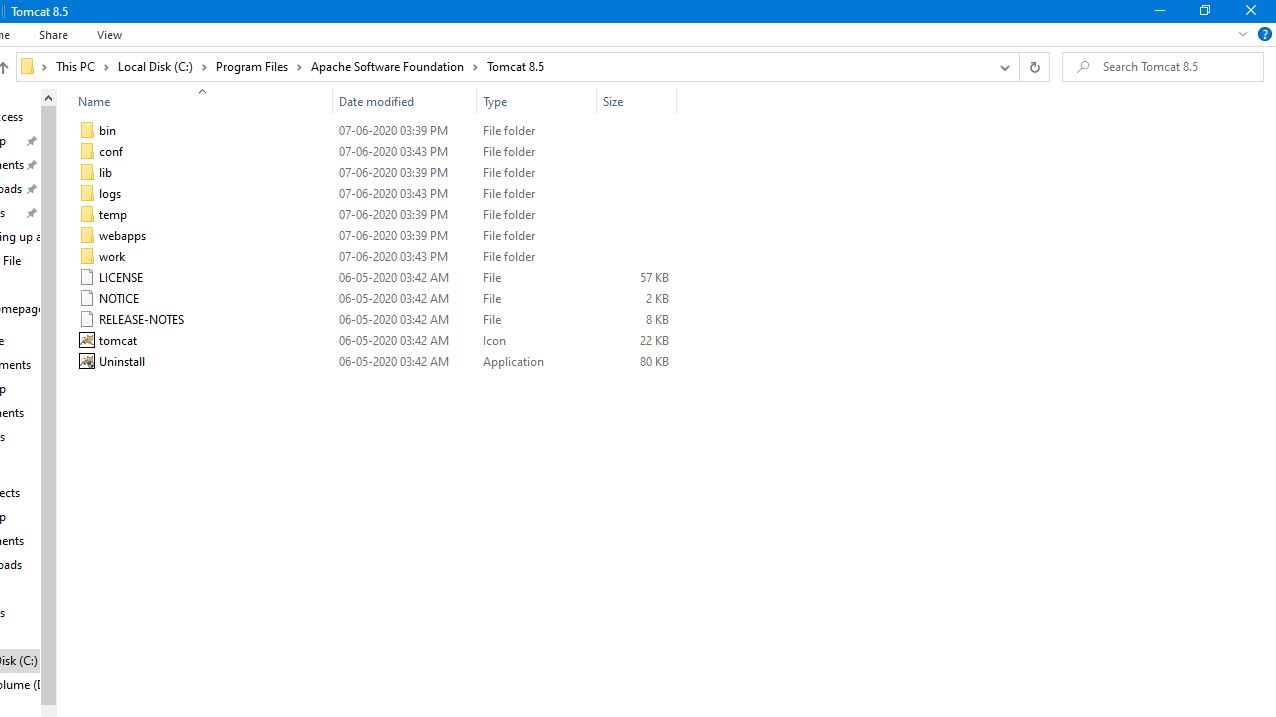 Tomcat 8.5
me Share View
This PC > Local Disk (C:) > Program Files > Apache Software Foundation > Tomcat 8.5
Search Tomcat 8.5
Name Date modified Type Size
bin 07-06-2020 03:39 PM File folder
conf 07-06-2020 03:43 PM File folder
lib 07-06-2020 03:39 PM File folder
logs 07-06-2020 03:43 PM File folder
temp 07-06-2020 03:39 PM File folder
webapps 07-06-2020 03:39 PM File folder
work 07-06-2020 03:43 PM File folder
LICENSE 06-05-2020 03:42 AM File 57 KB
NOTICE 06-05-2020 03:42 AM File 2 KB
RELEASE-NOTES 06-05-2020 03:42 AM File 8 KB
tomcat 06-05-2020 03:42 AM Icon 22 KB
Uninstall 06-05-2020 03:42 AM Application 80 KB
cess
p
ents
oads
s
ing up a
File
mepage
e
ments
p
ents
s
ects
p
ents
oads
s
isk (C:)
olume (